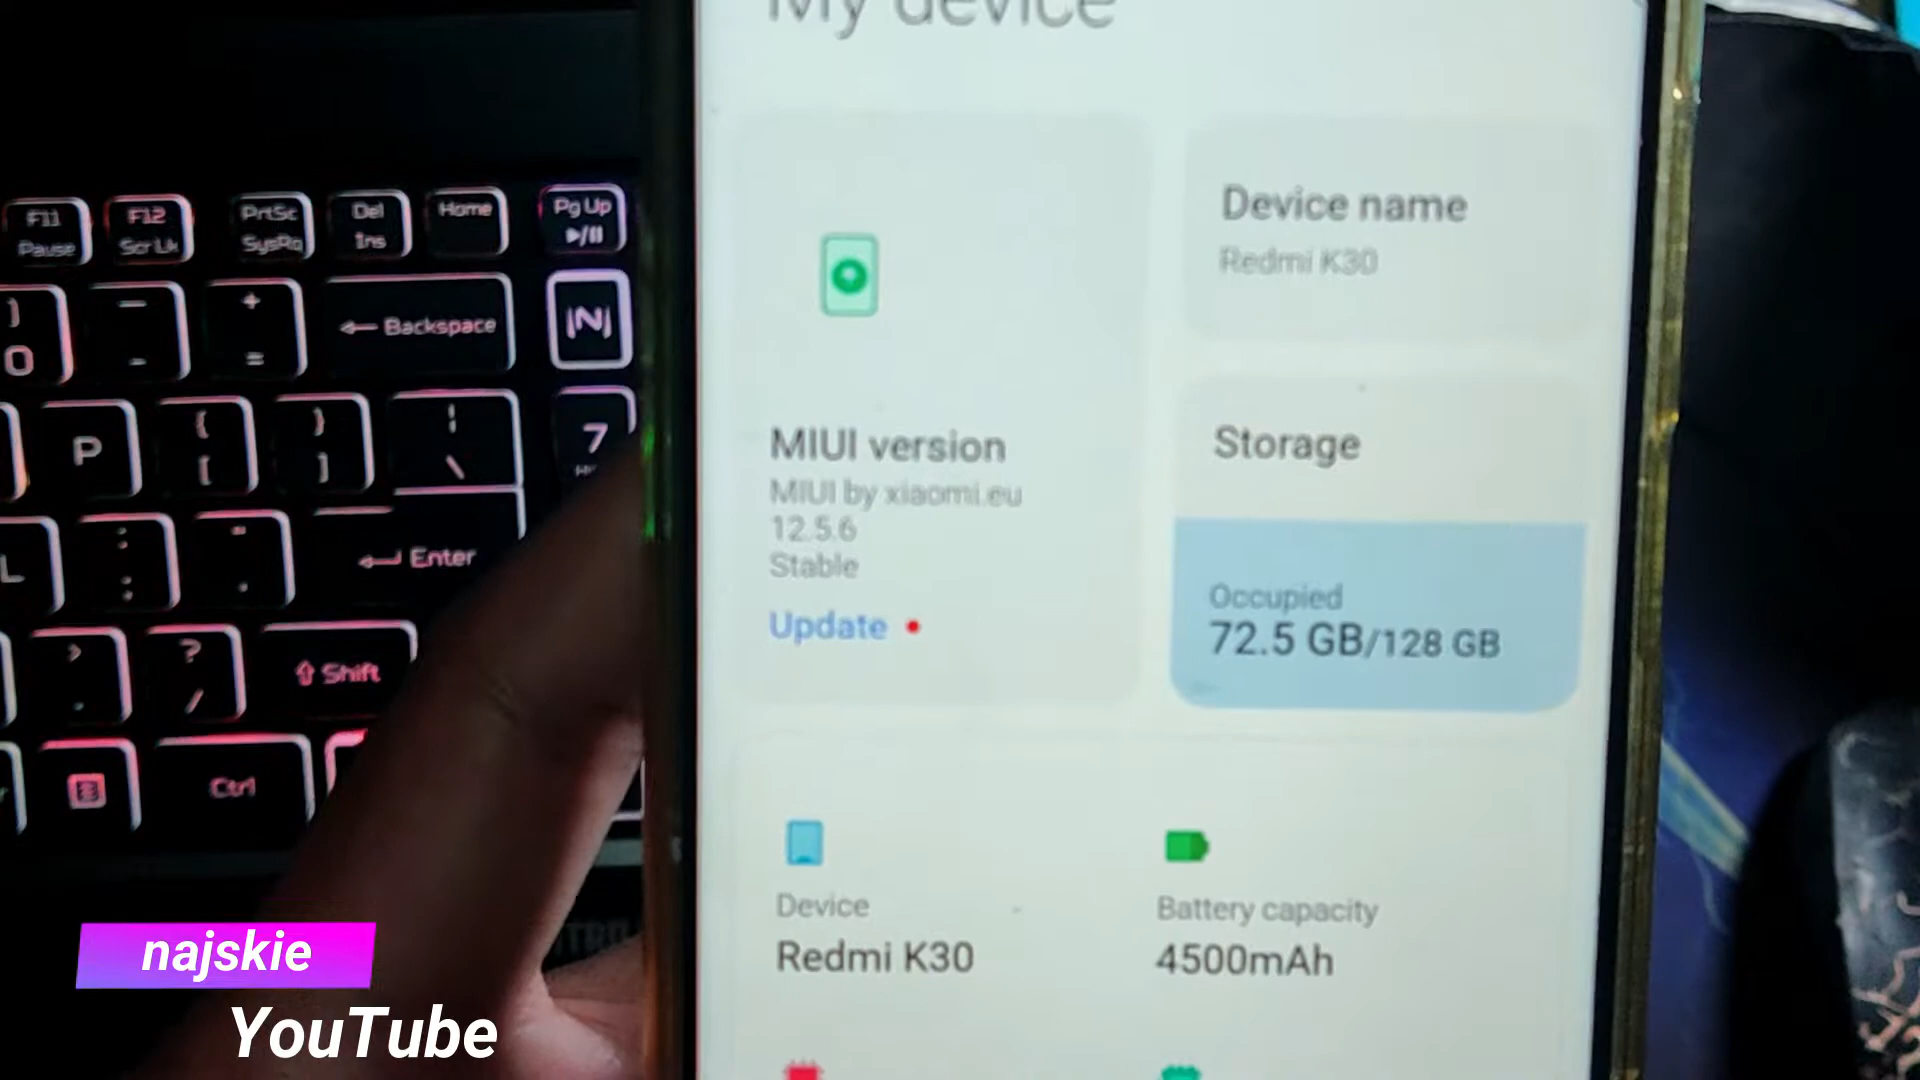 My device
Device name
Redmi K30
MIUI version
MIUI by xiaomi.eu
12.5.6
Stable
Update
Storage
Occupied
72.5 GB/128 GB
Device
Redmi K30
Battery capacity
4500mAh
F11
Pause
F12
Scr Lk
PrtSc
SysRq
Del
Ins
Home
Pg Up
▶/II
)
0
—
-
+
=
← Backspace
|N|
P
{
[
}
]
¦
\
7
L
:
;
"
'
↵ Enter
>
.
?
/
⇧ Shift
Ctrl
najskie
YouTube